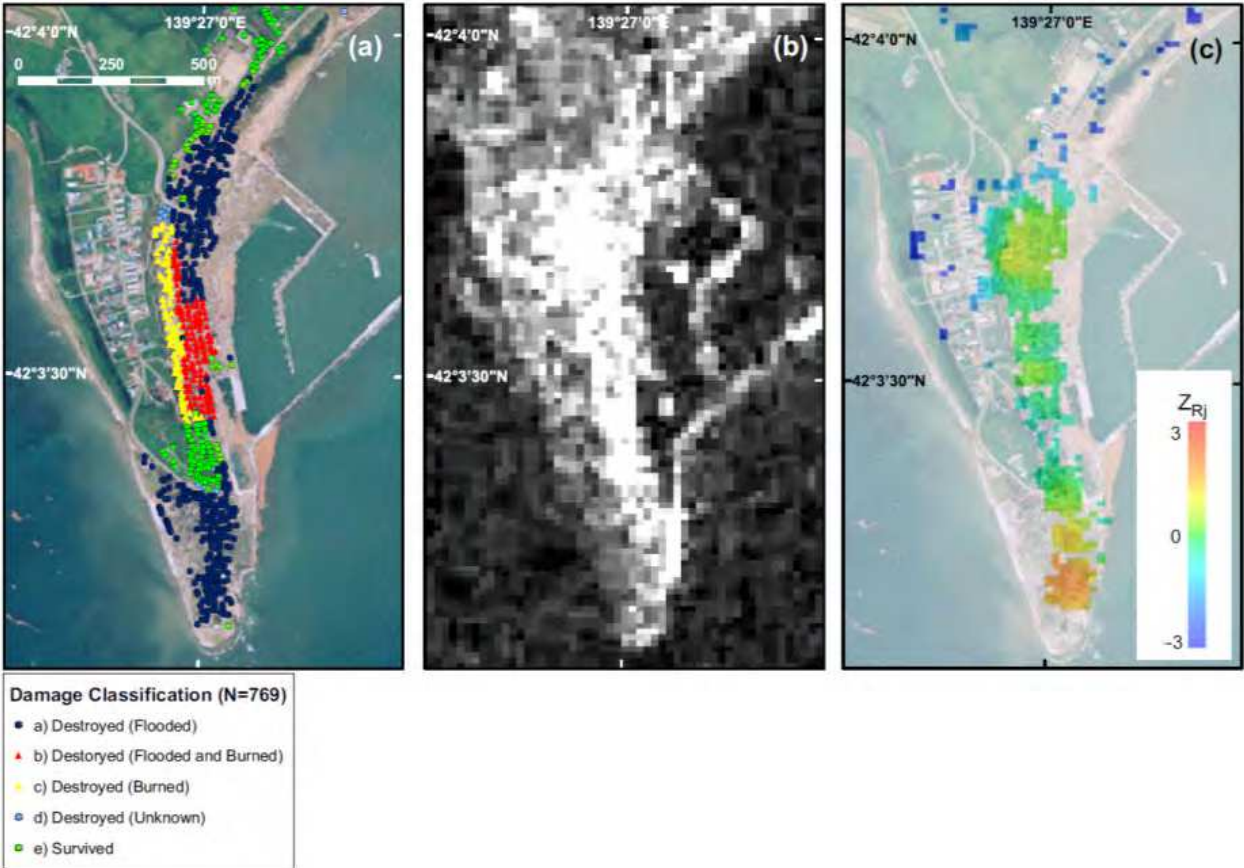 139°27'0"E
42°4'0"N
(a)
0 250 500
m
42°3'30"N
139°27'0"E
42°4'0"N
(b)
42°3'30"N
139°27'0"E
42°4'0"N
(c)
42°3'30"N
ZRj
3
0
-3
Damage Classification (N=769)
a) Destroyed (Flooded)
b) Destoryed (Flooded and Burned)
c) Destroyed (Burned)
d) Destroyed (Unknown)
e) Survived